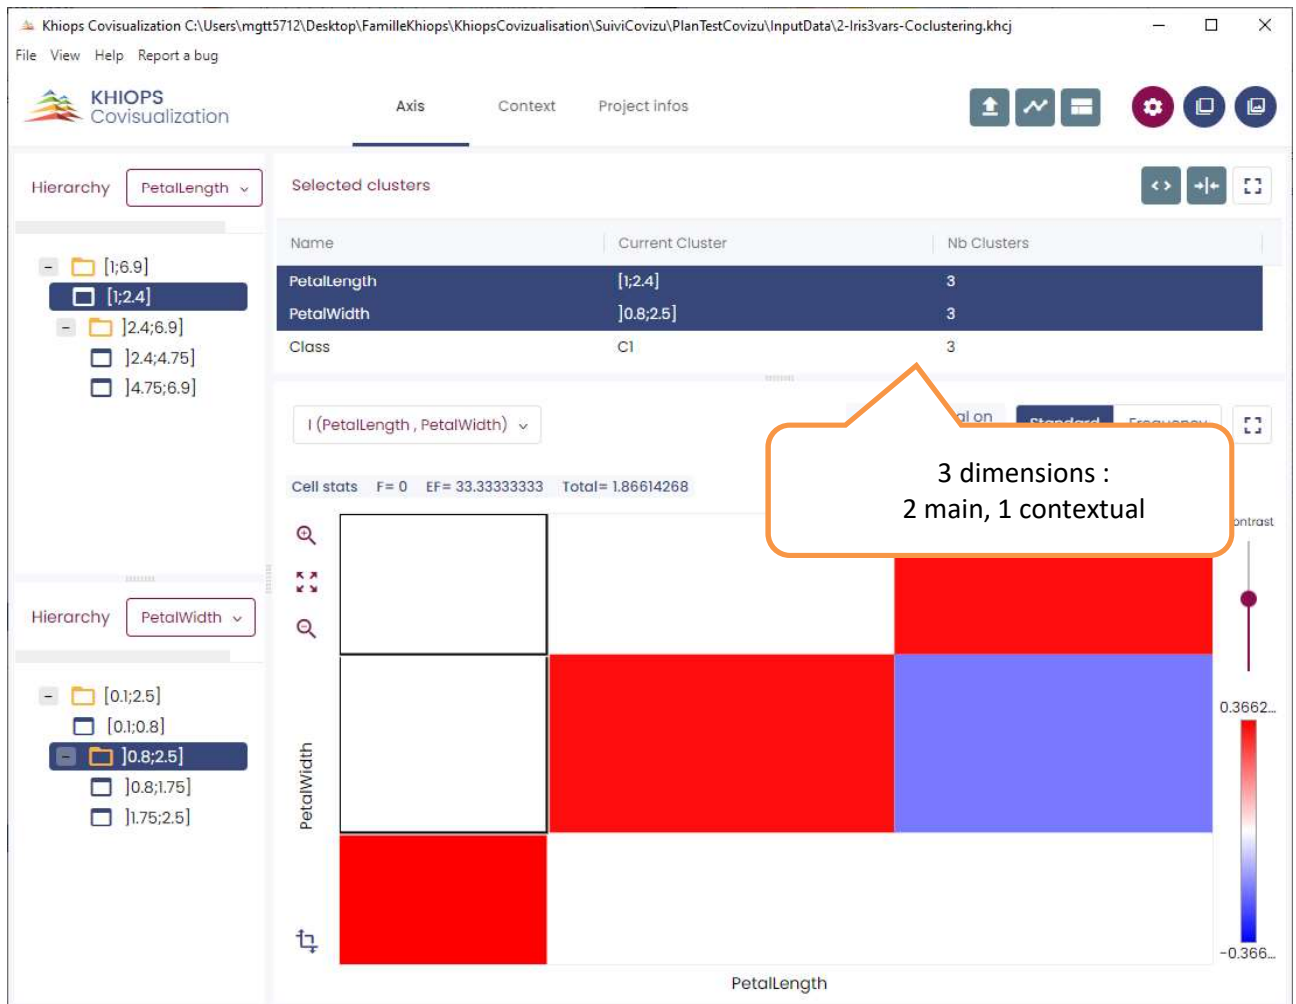 Khiops Covisualization C:\Users\mgtt5712\Desktop\FamilleKhiops\KhiopsCovizualisation\SuiviCovizu\PlanTestCovizu\InputData\2-Iris3vars-Coclustering.khcj
File View Help Report a bug
KHIOPS
Covisualization
Axis Context Project infos
Hierarchy PetalLength
[1;6.9]
[1;2.4]
]2.4;6.9]
]2.4;4.75]
]4.75;6.9]
Hierarchy PetalWidth
[0.1;2.5]
[0.1;0.8]
]0.8;2.5]
]0.8;1.75]
]1.75;2.5]
Selected clusters
Name Current Cluster Nb Clusters
PetalLength [1;2.4] 3
PetalWidth ]0.8;2.5] 3
Class C1 3
I (PetalLength , PetalWidth)
Cell stats F= 0 EF= 33.33333333 Total= 1.86614268
3 dimensions :
2 main, 1 contextual
0.3662...
-0.366...
PetalWidth
PetalLength